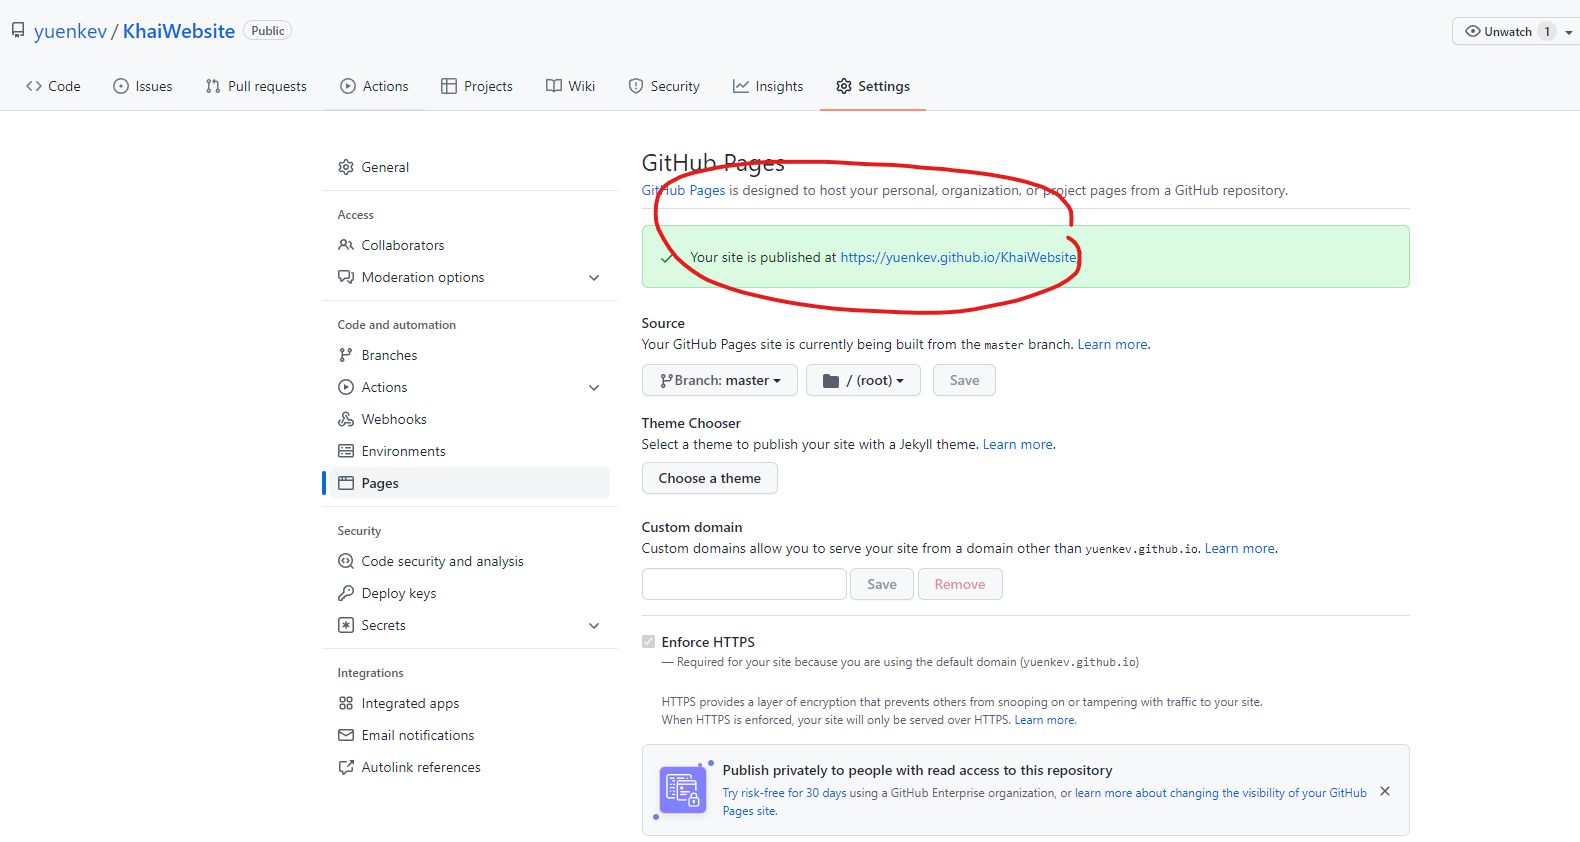 yuenkev / KhaiWebsite Public
Unwatch 1
Code Issues Pull requests Actions Projects Wiki Security Insights Settings
General
Access
Collaborators
Moderation options
Code and automation
Branches
Actions
Webhooks
Environments
Pages
Security
Code security and analysis
Deploy keys
Secrets
Integrations
Integrated apps
Email notifications
Autolink references
GitHub Pages
GitHub Pages is designed to host your personal, organization, or project pages from a GitHub repository.
Your site is published at https://yuenkev.github.io/KhaiWebsite
Source
Your GitHub Pages site is currently being built from the master branch. Learn more.
Branch: master / (root) Save
Theme Chooser
Select a theme to publish your site with a Jekyll theme. Learn more.
Choose a theme
Custom domain
Custom domains allow you to serve your site from a domain other than yuenkev.github.io. Learn more.
Save Remove
Enforce HTTPS
— Required for your site because you are using the default domain (yuenkev.github.io)
HTTPS provides a layer of encryption that prevents others from snooping on or tampering with traffic to your site.
When HTTPS is enforced, your site will only be served over HTTPS. Learn more.
Publish privately to people with read access to this repository
Try risk-free for 30 days using a GitHub Enterprise organization, or learn more about changing the visibility of your GitHub
Pages site.